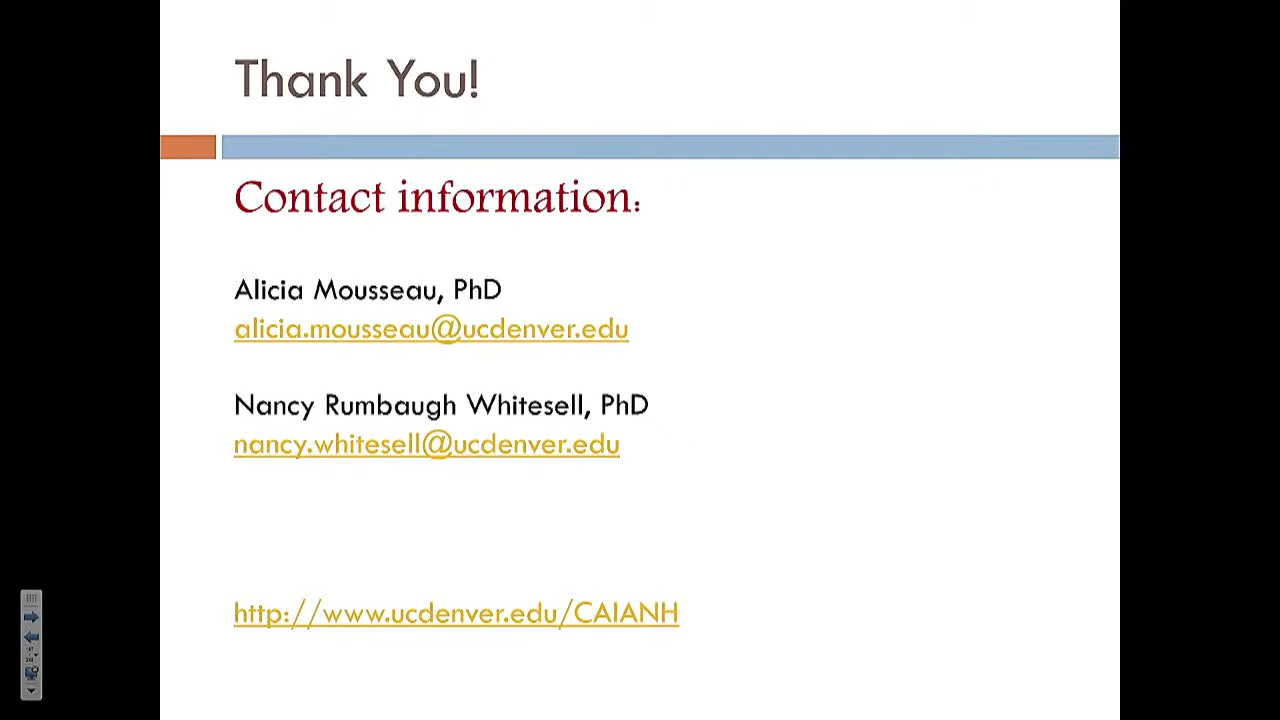 Thank You!
Contact information:
Alicia Mousseau, PhD
alicia.mousseau@ucdenver.edu
Nancy Rumbaugh Whitesell, PhD
nancy.whitesell@ucdenver.edu
http://www.ucdenver.edu/CAIANH